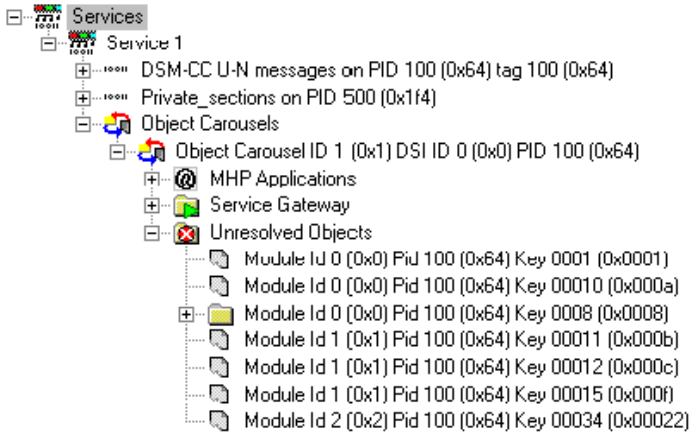 Services
Service 1
DSM-CC U-N messages on PID 100 (0x64) tag 100 (0x64)
Private_sections on PID 500 (0x1f4)
Object Carousels
Object Carousel ID 1 (0x1) DSI ID 0 (0x0) PID 100 (0x64)
MHP Applications
Service Gateway
Unresolved Objects
Module Id 0 (0x0) Pid 100 (0x64) Key 0001 (0x0001)
Module Id 0 (0x0) Pid 100 (0x64) Key 00010 (0x000a)
Module Id 0 (0x0) Pid 100 (0x64) Key 0008 (0x0008)
Module Id 1 (0x1) Pid 100 (0x64) Key 00011 (0x000b)
Module Id 1 (0x1) Pid 100 (0x64) Key 00012 (0x000c)
Module Id 1 (0x1) Pid 100 (0x64) Key 00015 (0x000f)
Module Id 2 (0x2) Pid 100 (0x64) Key 00034 (0x00022)